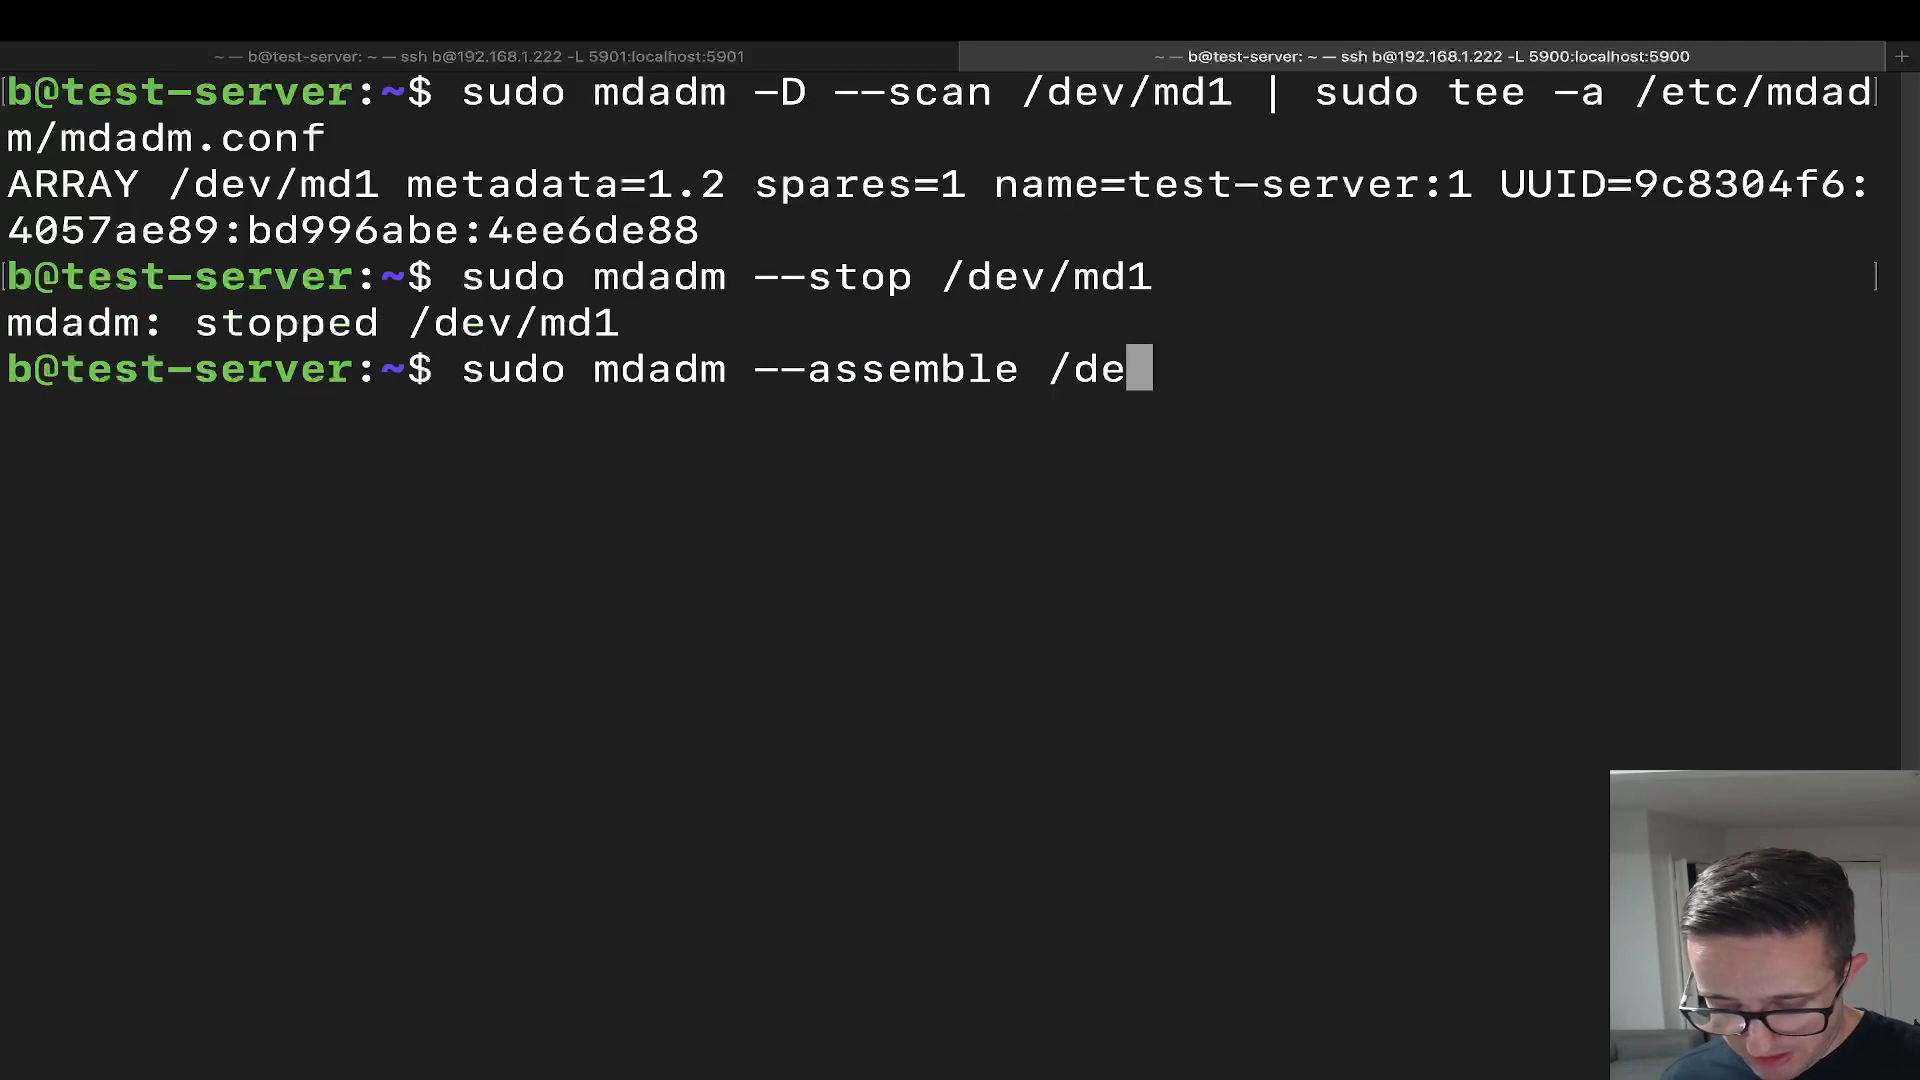 ~ — b@test-server: ~ — ssh b@192.168.1.222 -L 5901:localhost:5901
~ — b@test-server: ~ — ssh b@192.168.1.222 -L 5900:localhost:5900
b@test-server:~$ sudo mdadm -D --scan /dev/md1 | sudo tee -a /etc/mdad
m/mdadm.conf
ARRAY /dev/md1 metadata=1.2 spares=1 name=test-server:1 UUID=9c8304f6:
4057ae89:bd996abe:4ee6de88
b@test-server:~$ sudo mdadm --stop /dev/md1
mdadm: stopped /dev/md1
b@test-server:~$ sudo mdadm --assemble /de